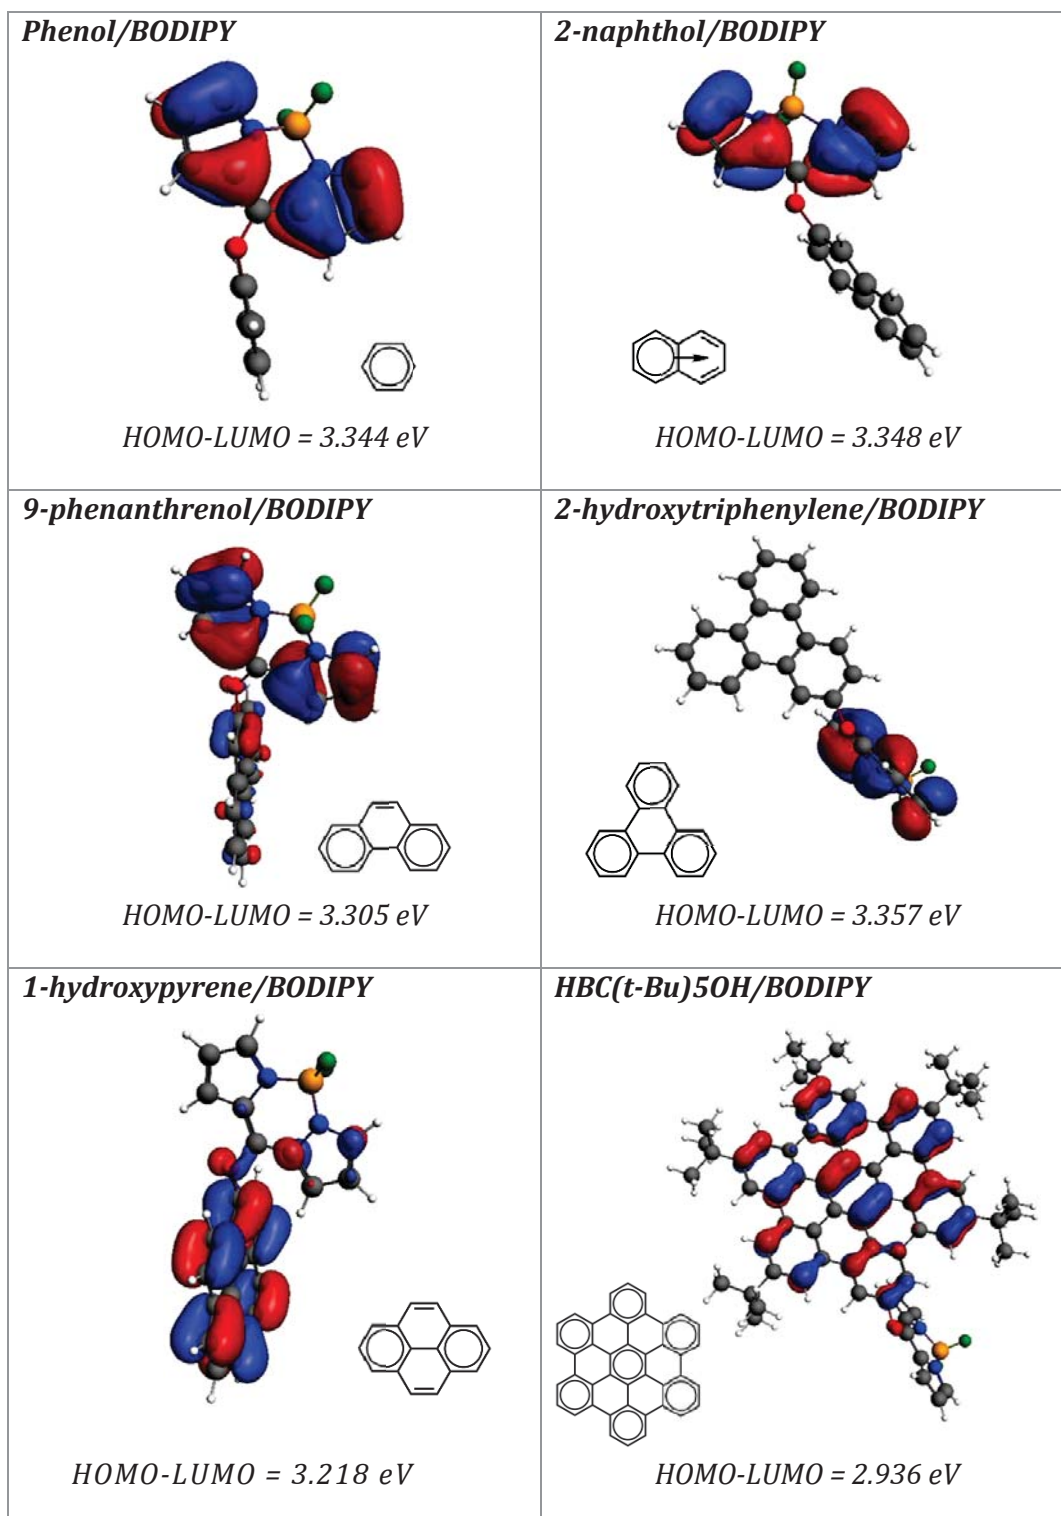 Phenol/BODIPY
2-naphthol/BODIPY
HOMO-LUMO = 3.344 eV
HOMO-LUMO = 3.348 eV
9-phenanthrenol/BODIPY
2-hydroxytriphenylene/BODIPY
HOMO-LUMO = 3.305 eV
HOMO-LUMO = 3.357 eV
1-hydroxypyrene/BODIPY
HBC(t-Bu)5OH/BODIPY
HOMO-LUMO = 3.218 eV
HOMO-LUMO = 2.936 eV